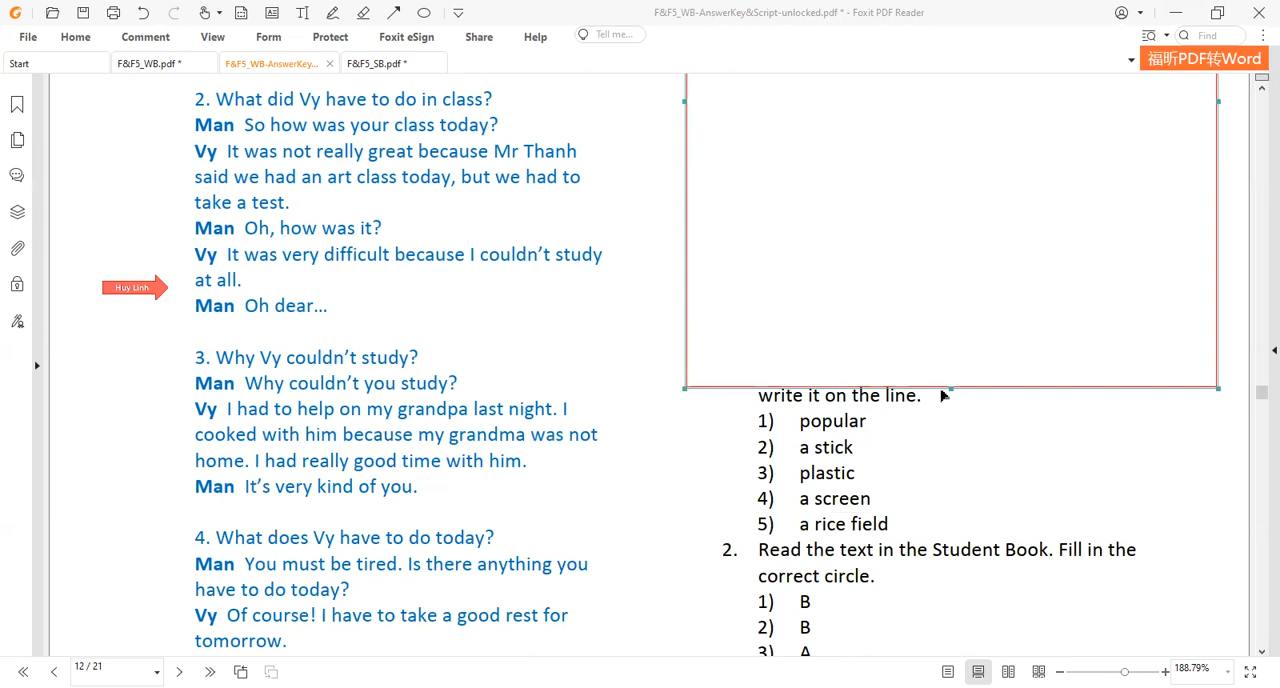 F&F5_WB-AnswerKey&Script-unlocked.pdf * - Foxit PDF Reader
File Home Comment View Form Protect Foxit eSign Share Help Tell me... Find
Start F&F5_WB.pdf * F&F5_WB-AnswerKey... F&F5_SB.pdf * 福昕PDF转Word
2. What did Vy have to do in class?
Man So how was your class today?
Vy It was not really great because Mr Thanh
said we had an art class today, but we had to
take a test.
Man Oh, how was it?
Vy It was very difficult because I couldn't study
at all.
Huy Linh
Man Oh dear...
3. Why Vy couldn't study?
Man Why couldn't you study?
Vy I had to help on my grandpa last night. I
cooked with him because my grandma was not
home. I had really good time with him.
Man It's very kind of you.
4. What does Vy have to do today?
Man You must be tired. Is there anything you
have to do today?
Vy Of course! I have to take a good rest for
tomorrow.
write it on the line.
1) popular
2) a stick
3) plastic
4) a screen
5) a rice field
2. Read the text in the Student Book. Fill in the
correct circle.
1) B
2) B
3) A
12 / 21
188.79%